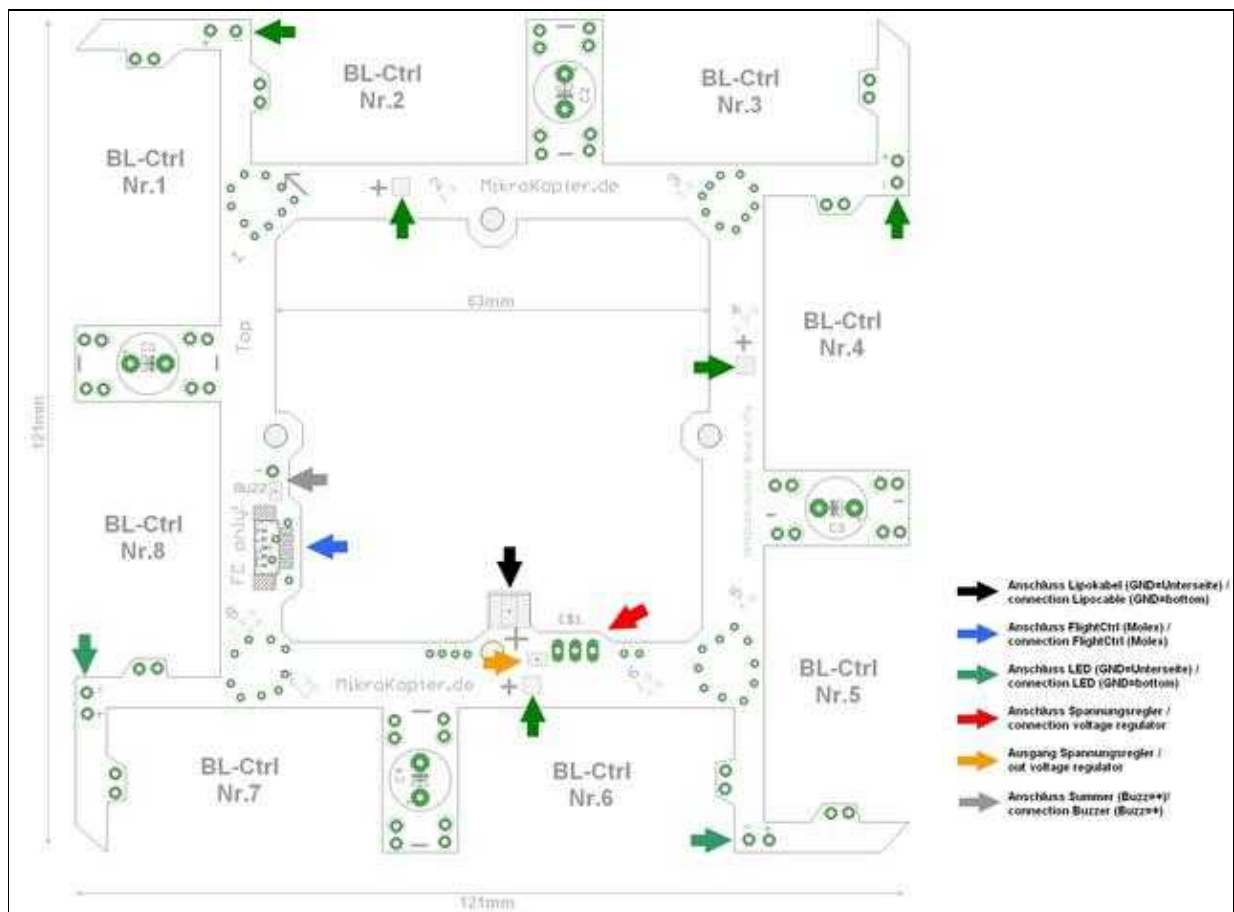 BL-Ctrl
Nr.2
BL-Ctrl
Nr.3
BL-Ctrl
Nr.1
MikroKopter.de
63mm
Top
BL-Ctrl
Nr.4
121mm
Buzz
FC only!
BL-Ctrl
Nr.8
C3
MikroKopter.de
BL-Ctrl
Nr.5
BL-Ctrl
Nr.7
BL-Ctrl
Nr.6
121mm
Anschluss Lipokabel (GND=Unterseite) /
connection Lipocable (GND=bottom)
Anschluss FlightCtrl (Molex) /
connection FlightCtrl (Molex)
Anschluss LED (GND=Unterseite) /
connection LED (GND=bottom)
Anschluss Spannungsregler /
connection voltage regulator
Ausgang Spannungsregler /
out voltage regulator
Anschluss Summer (Buzz=+)/
connection Buzzer (Buzz=+)